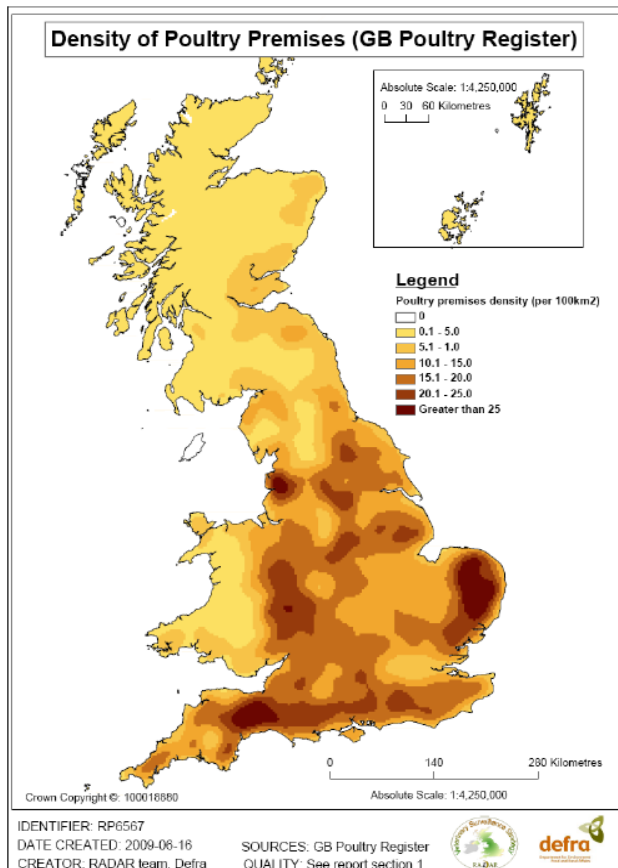 Density of Poultry Premises (GB Poultry Register)
Absolute Scale: 1:4,250,000
0 30 60 Kilometres
Legend
Poultry premises density (per 100km2)
0
0.1 - 5.0
5.1 - 1.0
10.1 - 15.0
15.1 - 20.0
20.1 - 25.0
Greater than 25
0 140 280 Kilometres
Crown Copyright ©: 100018880
Absolute Scale: 1:4,250,000
IDENTIFIER: RP6567
DATE CREATED: 2009-06-16
SOURCES: GB Poultry Register
CREATOR: RADAR team, Defra
QUALITY: See report section 1
RADAR
defra